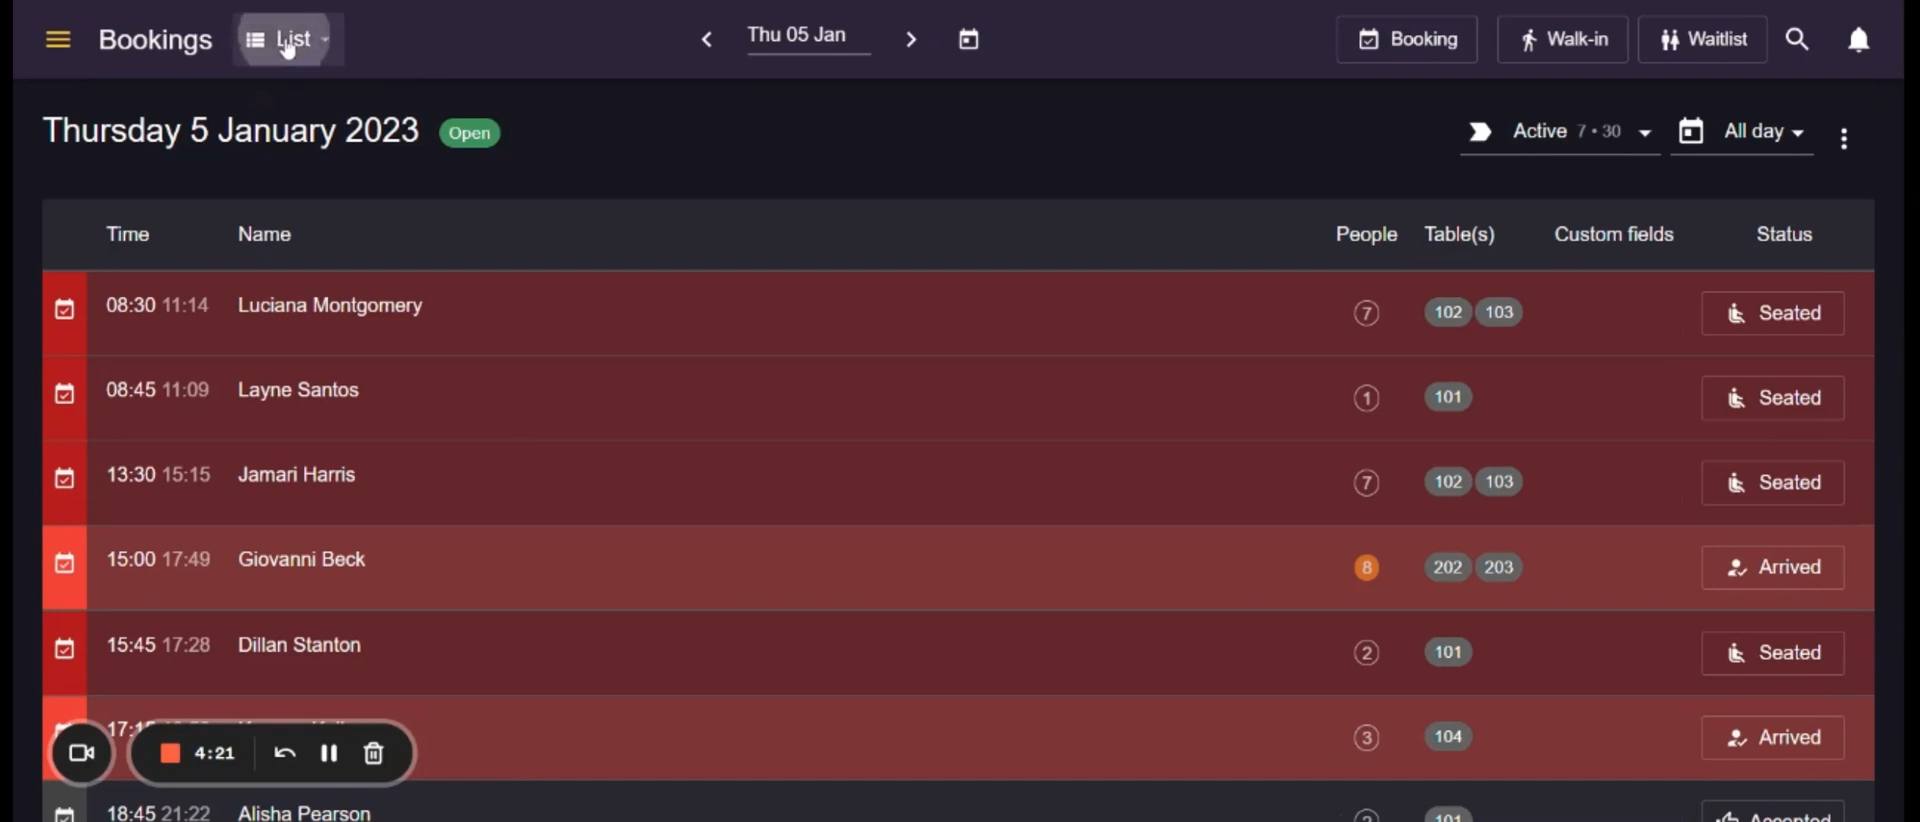 Bookings List Thu 05 Jan Booking Walk-in Waitlist
Thursday 5 January 2023 Open Active 7 • 30 All day
Time Name People Table(s) Custom fields Status
08:30 11:14 Luciana Montgomery 7 102 103 Seated
08:45 11:09 Layne Santos 1 101 Seated
13:30 15:15 Jamari Harris 7 102 103 Seated
15:00 17:49 Giovanni Beck 8 202 203 Arrived
15:45 17:28 Dillan Stanton 2 101 Seated
3 104 Arrived
4:21
18:45 21:22 Alisha Pearson 101 Accepted